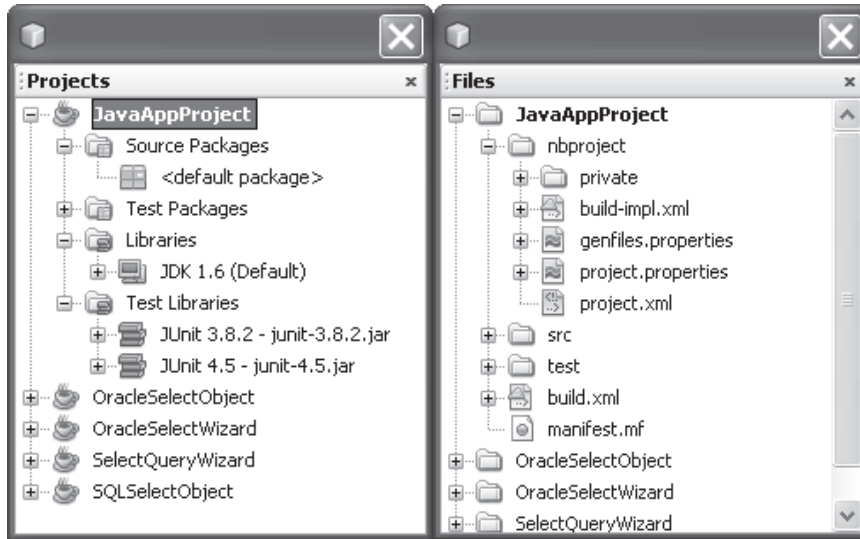 Projects
JavaAppProject
Source Packages
<default package>
Test Packages
Libraries
JDK 1.6 (Default)
Test Libraries
JUnit 3.8.2 - junit-3.8.2.jar
JUnit 4.5 - junit-4.5.jar
OracleSelectObject
OracleSelectWizard
SelectQueryWizard
SQLSelectObject
Files
JavaAppProject
nbproject
private
build-impl.xml
genfiles.properties
project.properties
project.xml
src
test
build.xml
manifest.mf
OracleSelectObject
OracleSelectWizard
SelectQueryWizard